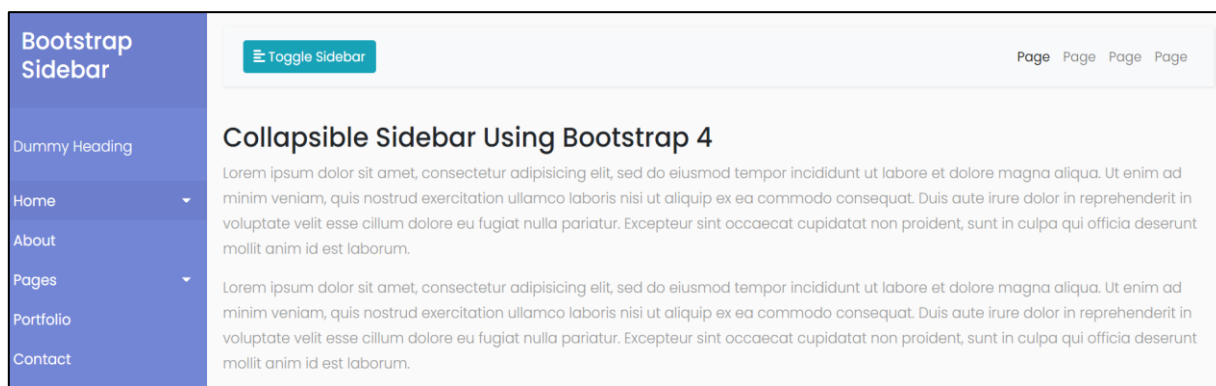 Bootstrap
Sidebar
Dummy Heading
Home
About
Pages
Portfolio
Contact
Toggle Sidebar
Page Page Page Page
Collapsible Sidebar Using Bootstrap 4
Lorem ipsum dolor sit amet, consectetur adipisicing elit, sed do eiusmod tempor incididunt ut labore et dolore magna aliqua. Ut enim ad
minim veniam, quis nostrud exercitation ullamco laboris nisi ut aliquip ex ea commodo consequat. Duis aute irure dolor in reprehenderit in
voluptate velit esse cillum dolore eu fugiat nulla pariatur. Excepteur sint occaecat cupidatat non proident, sunt in culpa qui officia deserunt
mollit anim id est laborum.
Lorem ipsum dolor sit amet, consectetur adipisicing elit, sed do eiusmod tempor incididunt ut labore et dolore magna aliqua. Ut enim ad
minim veniam, quis nostrud exercitation ullamco laboris nisi ut aliquip ex ea commodo consequat. Duis aute irure dolor in reprehenderit in
voluptate velit esse cillum dolore eu fugiat nulla pariatur. Excepteur sint occaecat cupidatat non proident, sunt in culpa qui officia deserunt
mollit anim id est laborum.